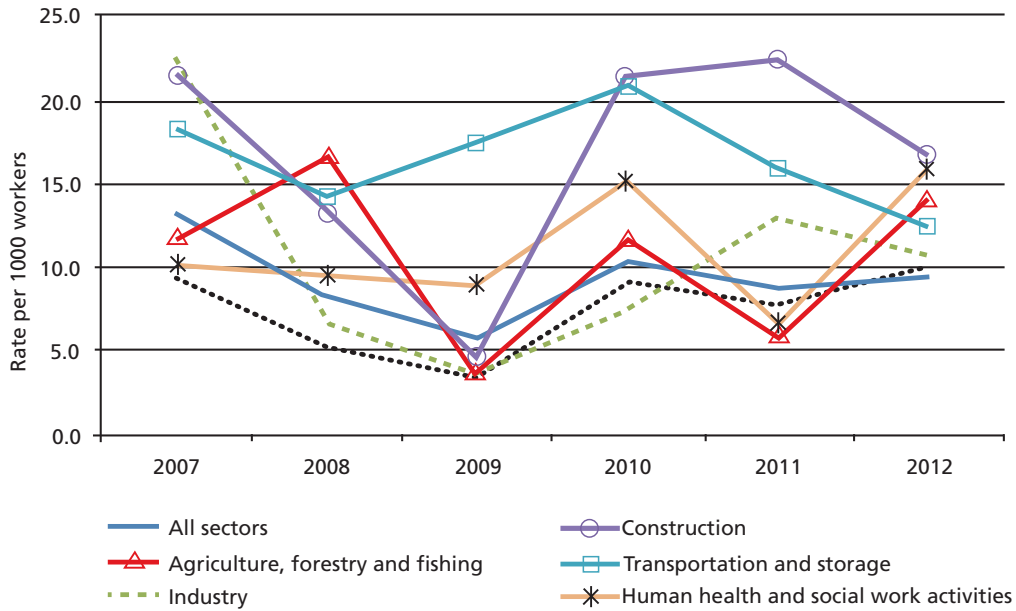 25.0
20.0
15.0
10.0
5.0
0.0
Rate per 1000 workers
2007 2008 2009 2010 2011 2012
All sectors
Construction
Agriculture, forestry and fishing
Transportation and storage
Industry
Human health and social work activities